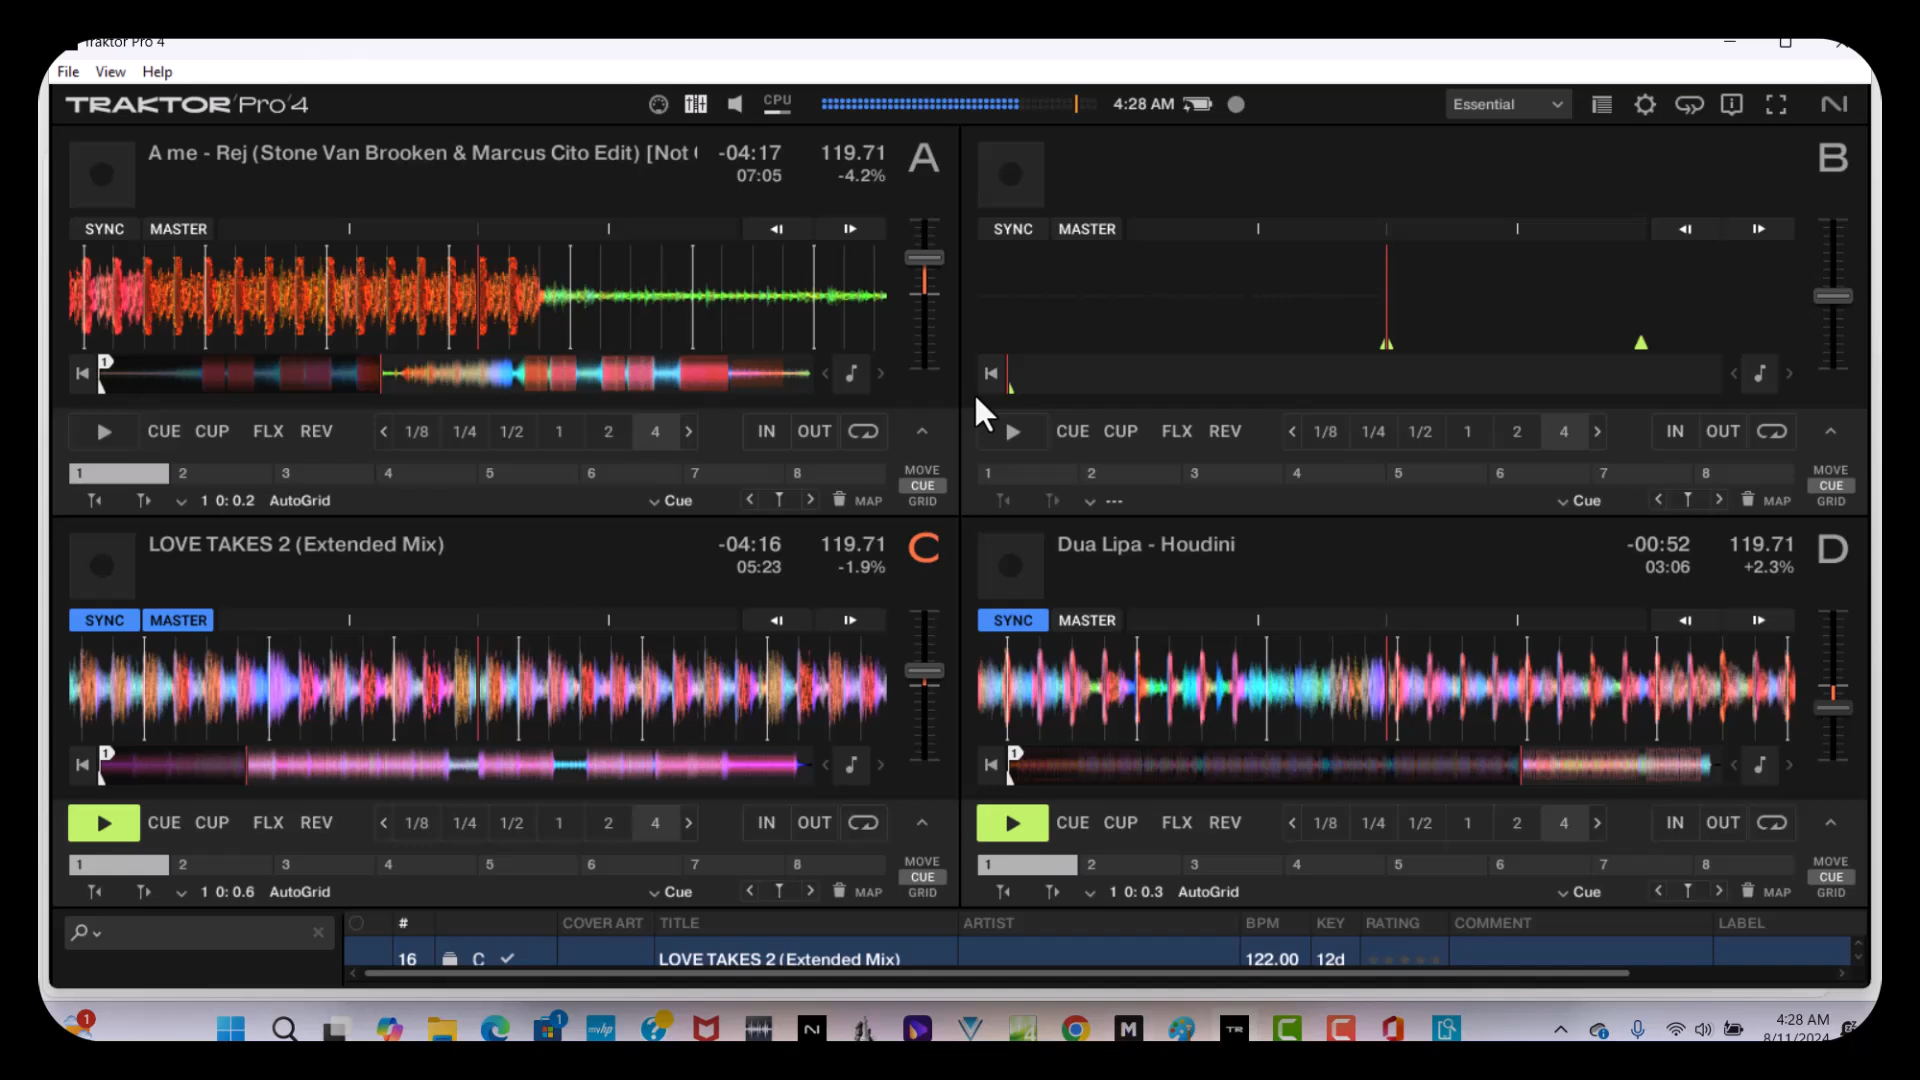 Traktor Pro 4
File View Help
TRAKTOR Pro 4 CPU 4:28 AM Essential
A me - Rej (Stone Van Brooken & Marcus Cito Edit) [Not -04:17 119.71 A
07:05 -4.2%
SYNC MASTER
1
CUE CUP FLX REV 1/8 1/4 1/2 1 2 4 IN OUT
1 2 3 4 5 6 7 8 MOVE
CUE
1 0: 0.2 AutoGrid Cue MAP GRID
B
SYNC MASTER
CUE CUP FLX REV 1/8 1/4 1/2 1 2 4 IN OUT
1 2 3 4 5 6 7 8 MOVE
CUE
--- Cue MAP GRID
LOVE TAKES 2 (Extended Mix) -04:16 119.71 C
05:23 -1.9%
SYNC MASTER
1
CUE CUP FLX REV 1/8 1/4 1/2 1 2 4 IN OUT
1 2 3 4 5 6 7 8 MOVE
CUE
1 0: 0.6 AutoGrid Cue MAP GRID
Dua Lipa - Houdini -00:52 119.71 D
03:06 +2.3%
SYNC MASTER
1
CUE CUP FLX REV 1/8 1/4 1/2 1 2 4 IN OUT
1 2 3 4 5 6 7 8 MOVE
CUE
1 0: 0.3 AutoGrid Cue MAP GRID
# COVER ART TITLE ARTIST BPM KEY RATING COMMENT LABEL
16 C LOVE TAKES 2 (Extended Mix) 122.00 12d
1 1 myhp M TR C C 4:28 AM
8/11/2024